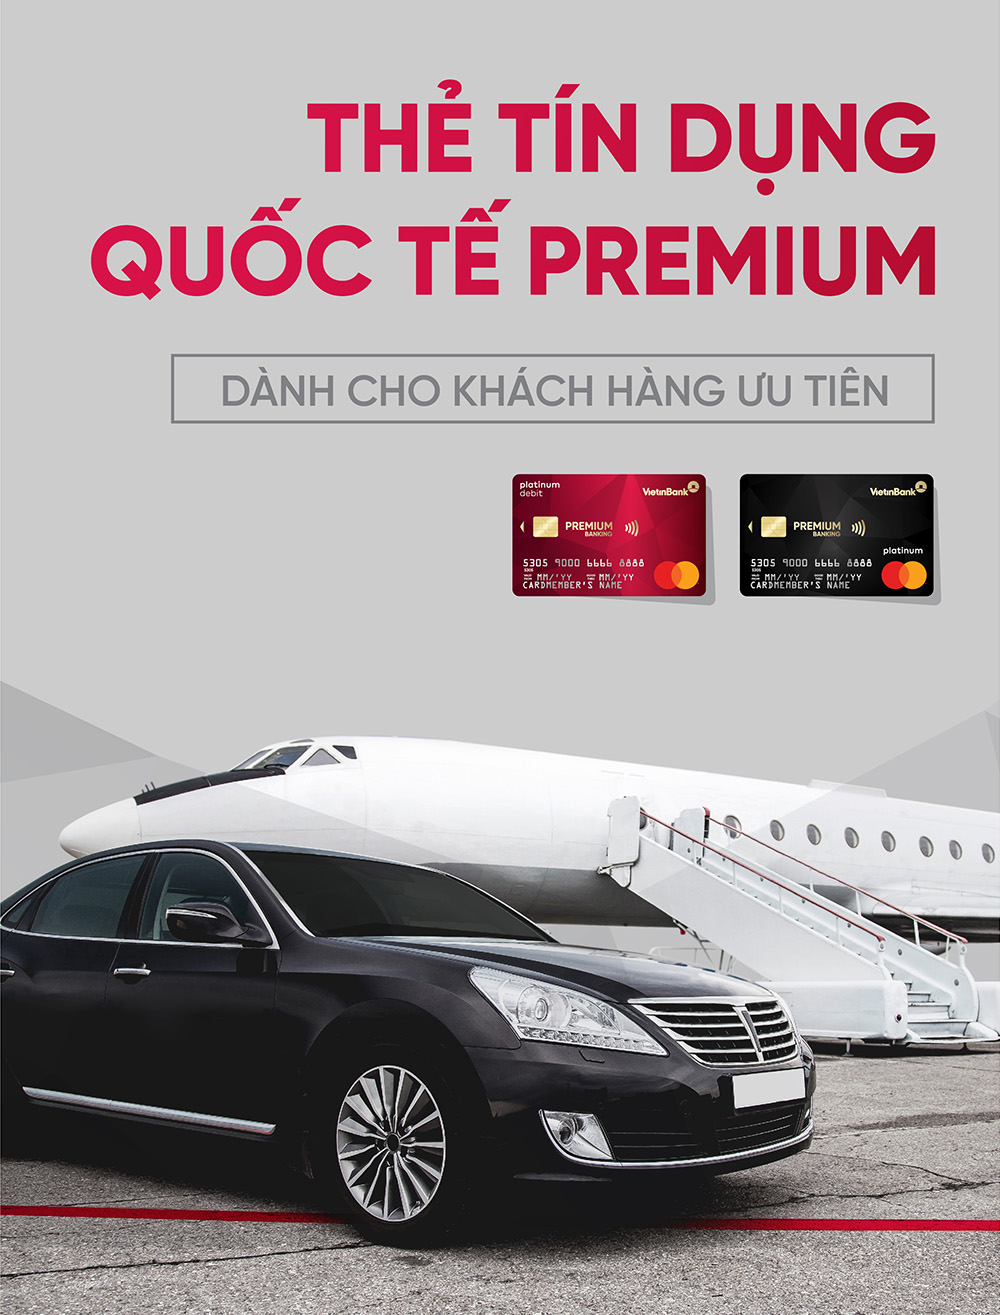 THẺ TÍN DỤNG
QUỐC TẾ PREMIUM
DÀNH CHO KHÁCH HÀNG ƯU TIÊN
platinum
debit
VietinBank
PREMIUM
BANKING
5305 9000 6666 8888
5305
MM/'YY MM/'YY
CARDMEMBER'S NAME
VietinBank
PREMIUM
BANKING
platinum
5305 9000 6666 8888
5305
MM/'YY MM/'YY
CARDMEMBER'S NAME